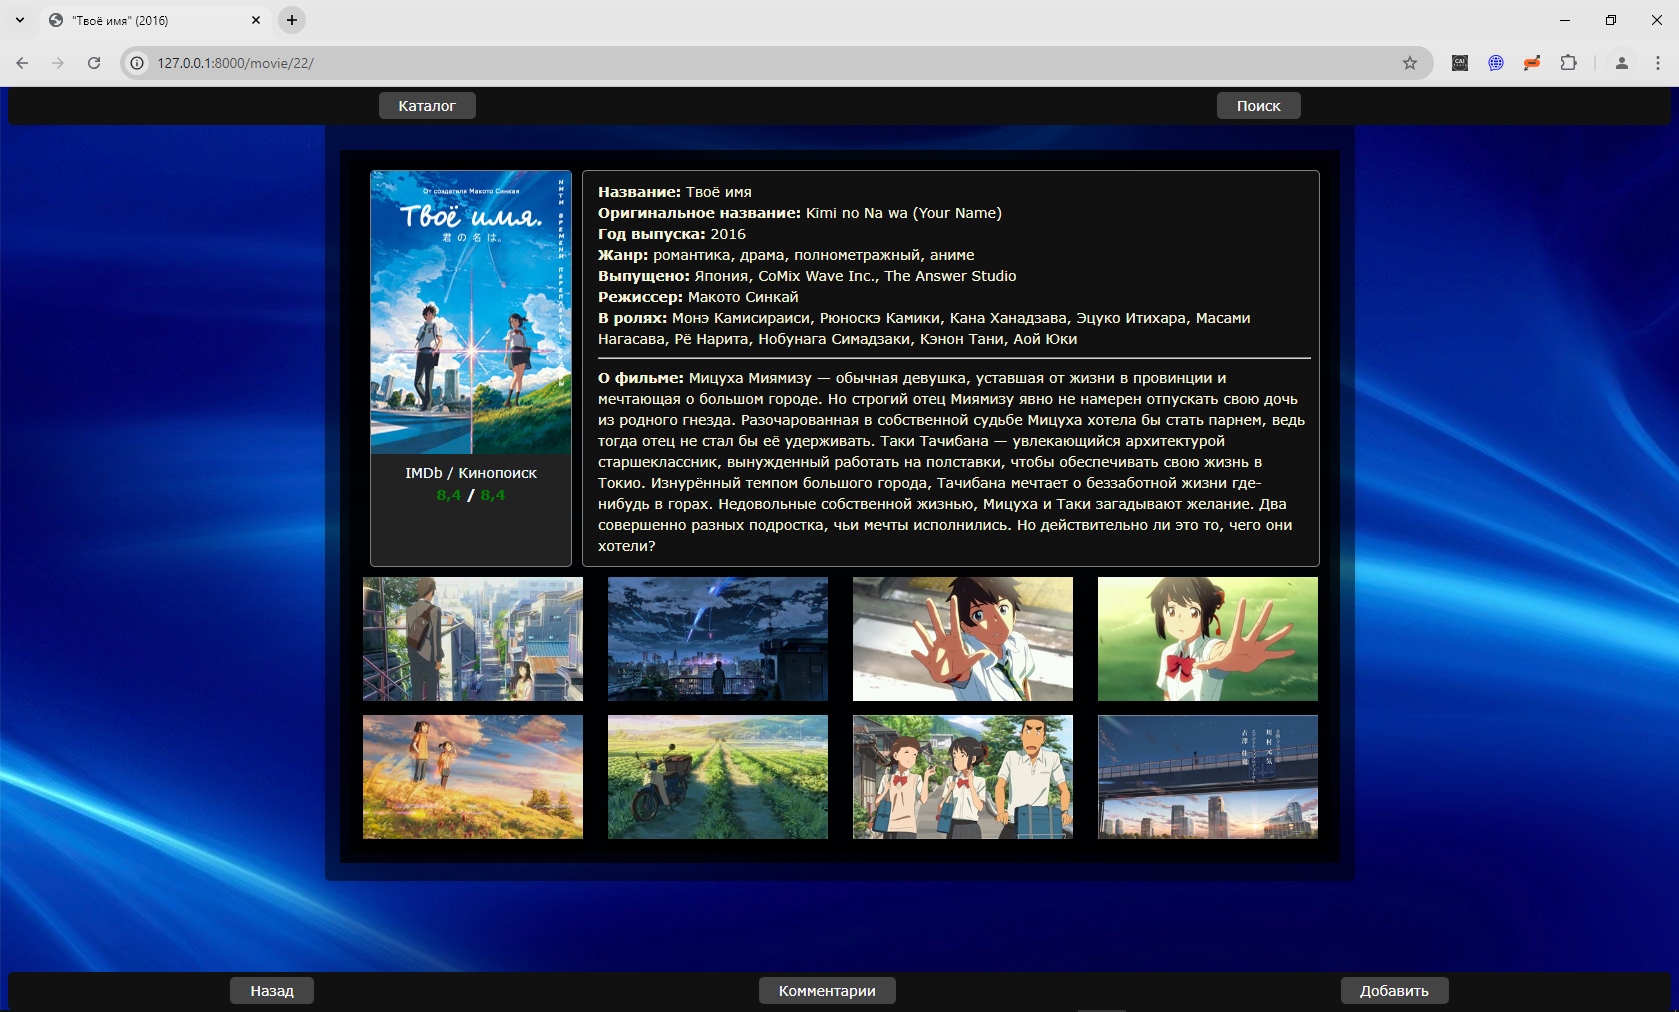 "Твоё имя" (2016)
127.0.0.1:8000/movie/22/
Каталог
Поиск
От создателя Макото Синкая
Твоё имя.
君の名は。
Название: Твоё имя
Оригинальное название: Kimi no Na wa (Your Name)
Год выпуска: 2016
Жанр: романтика, драма, полнометражный, аниме
Выпущено: Япония, CoMix Wave Inc., The Answer Studio
Режиссер: Макото Синкай
В ролях: Монэ Камисираиси, Рюноскэ Камики, Кана Ханадзава, Эцуко Итихара, Масами
Нагасава, Рё Нарита, Нобунага Симадзаки, Кэнон Тани, Аой Юки
О фильме: Мицуха Миямизу — обычная девушка, уставшая от жизни в провинции и
мечтающая о большом городе. Но строгий отец Миямизу явно не намерен отпускать свою дочь
из родного гнезда. Разочарованная в собственной судьбе Мицуха хотела бы стать парнем, ведь
тогда отец не стал бы её удерживать. Таки Тачибана — увлекающийся архитектурой
старшеклассник, вынужденный работать на полставки, чтобы обеспечивать свою жизнь в
Токио. Изнурённый темпом большого города, Тачибана мечтает о беззаботной жизни где-
нибудь в горах. Недовольные собственной жизнью, Мицуха и Таки загадывают желание. Два
совершенно разных подростка, чьи мечты исполнились. Но действительно ли это то, чего они
хотели?
IMDb / Кинопоиск
8,4 / 8,4
Назад
Комментарии
Добавить